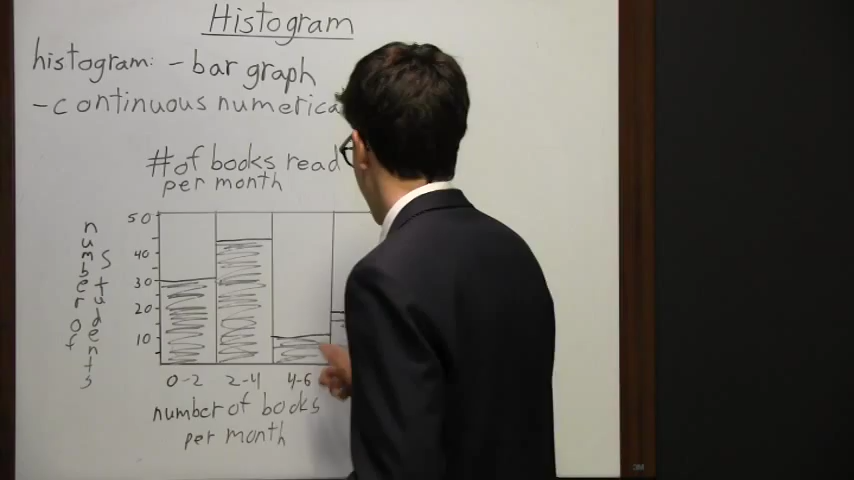 Histogram
histogram: - bar graph
- continuous numerica
# of books read
per month
50
40
30
20
10
number of
students
0-2 2-4 4-6
number of books
per month
3M